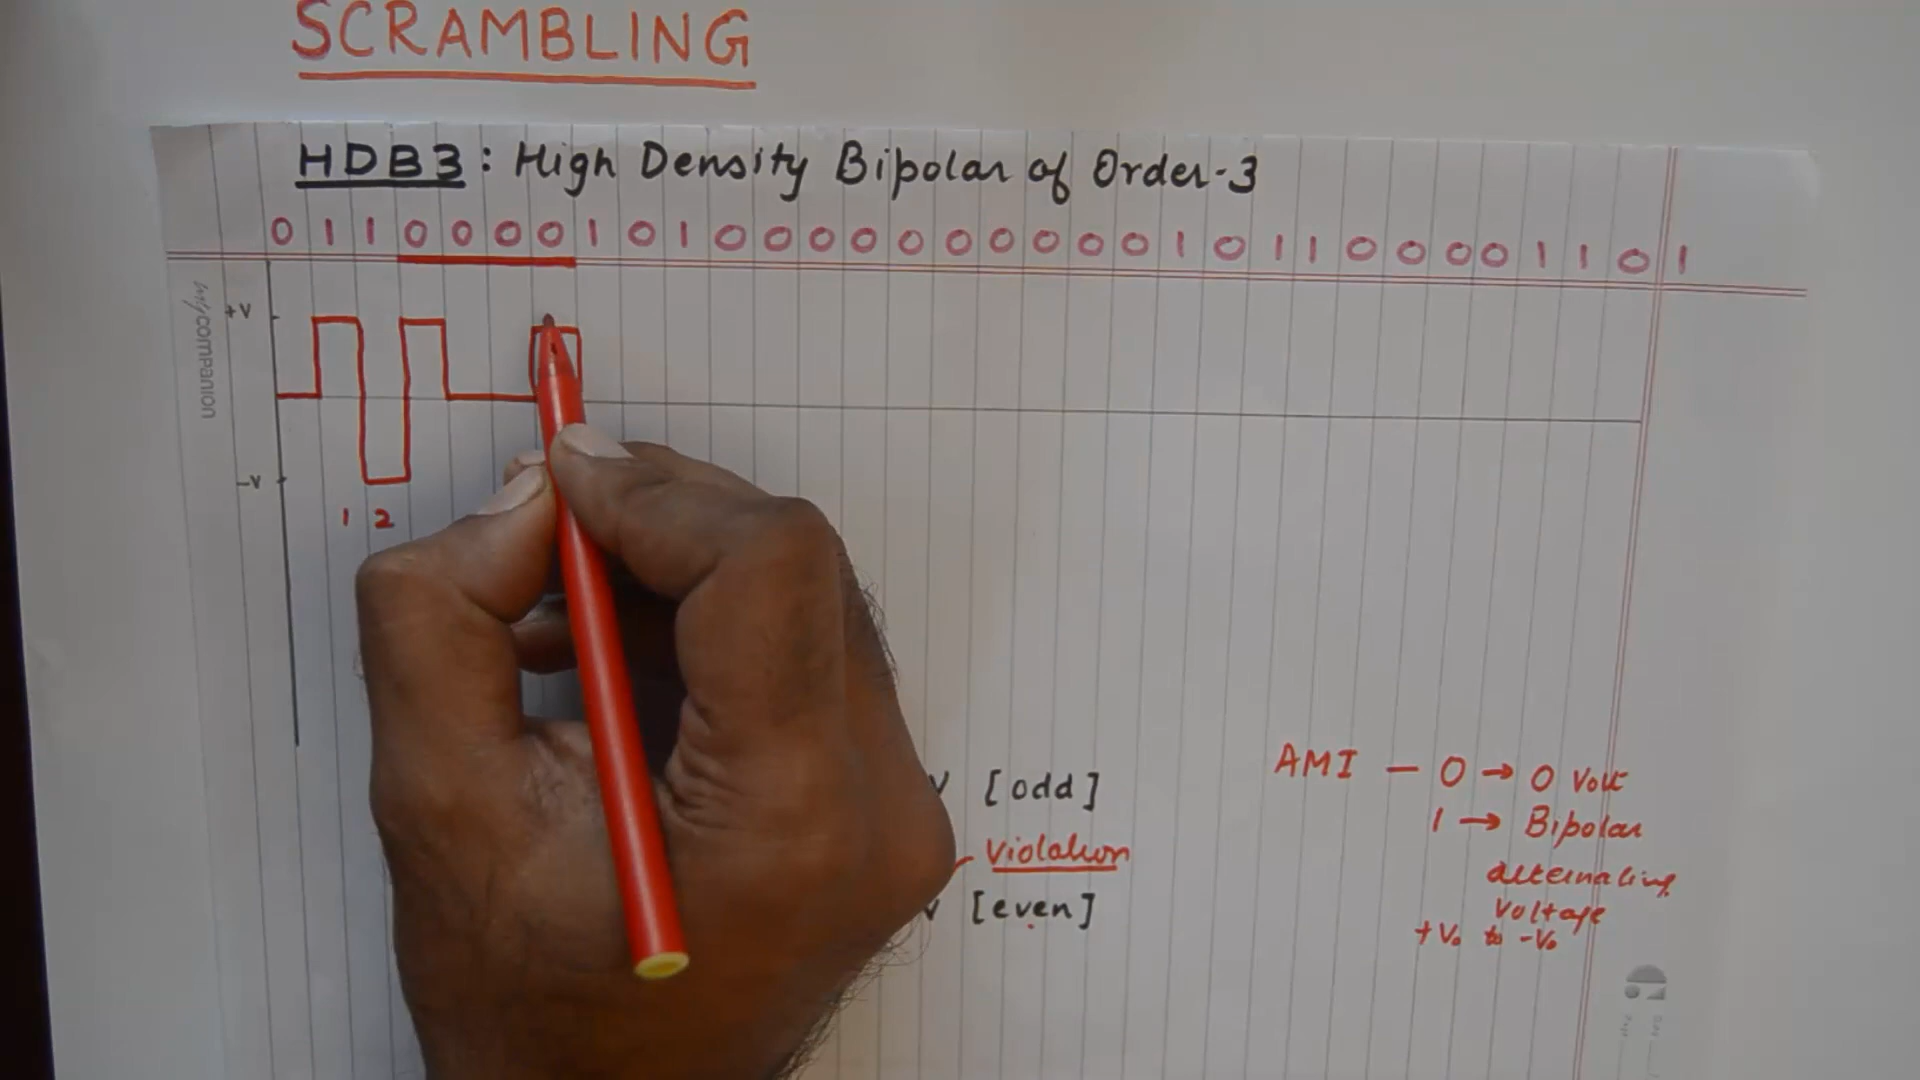 SCRAMBLING
HDB3 : High Density Bipolar of Order-3
0 1 1 0 0 0 0 1 0 1 0 0 0 0 0 0 0 0 0 0 1 0 1 1 0 0 0 0 1 1 0 1
mycompanion
+V
-V
1 2
V [odd]
Violation
V [even]
AMI - 0 → 0 Volt
1 → Bipolar
alternating
Voltage
+V₀ to -V₀